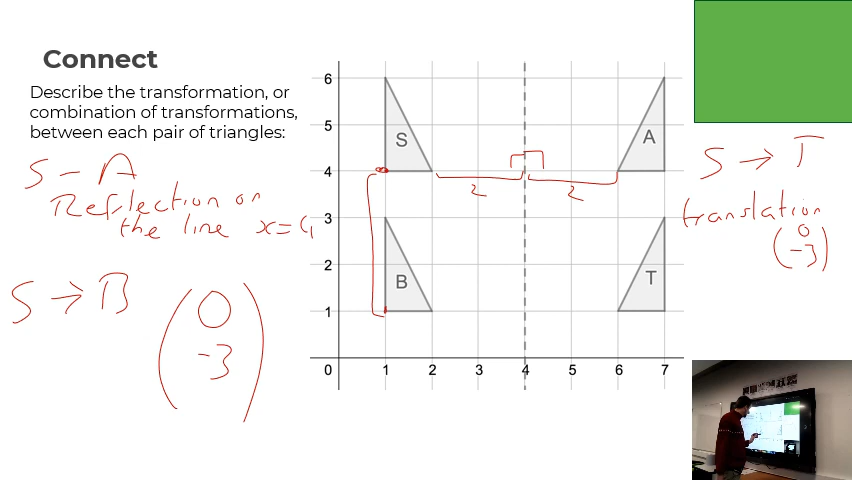 Connect
Describe the transformation, or
combination of transformations,
between each pair of triangles:
S - A
Reflection on
the line x=4
S → B
(0
-3)
6
5
4
3
2
1
0 1 2 3 4 5 6 7
S
A
B
T
2 2
S → T
translation
(0
-3)